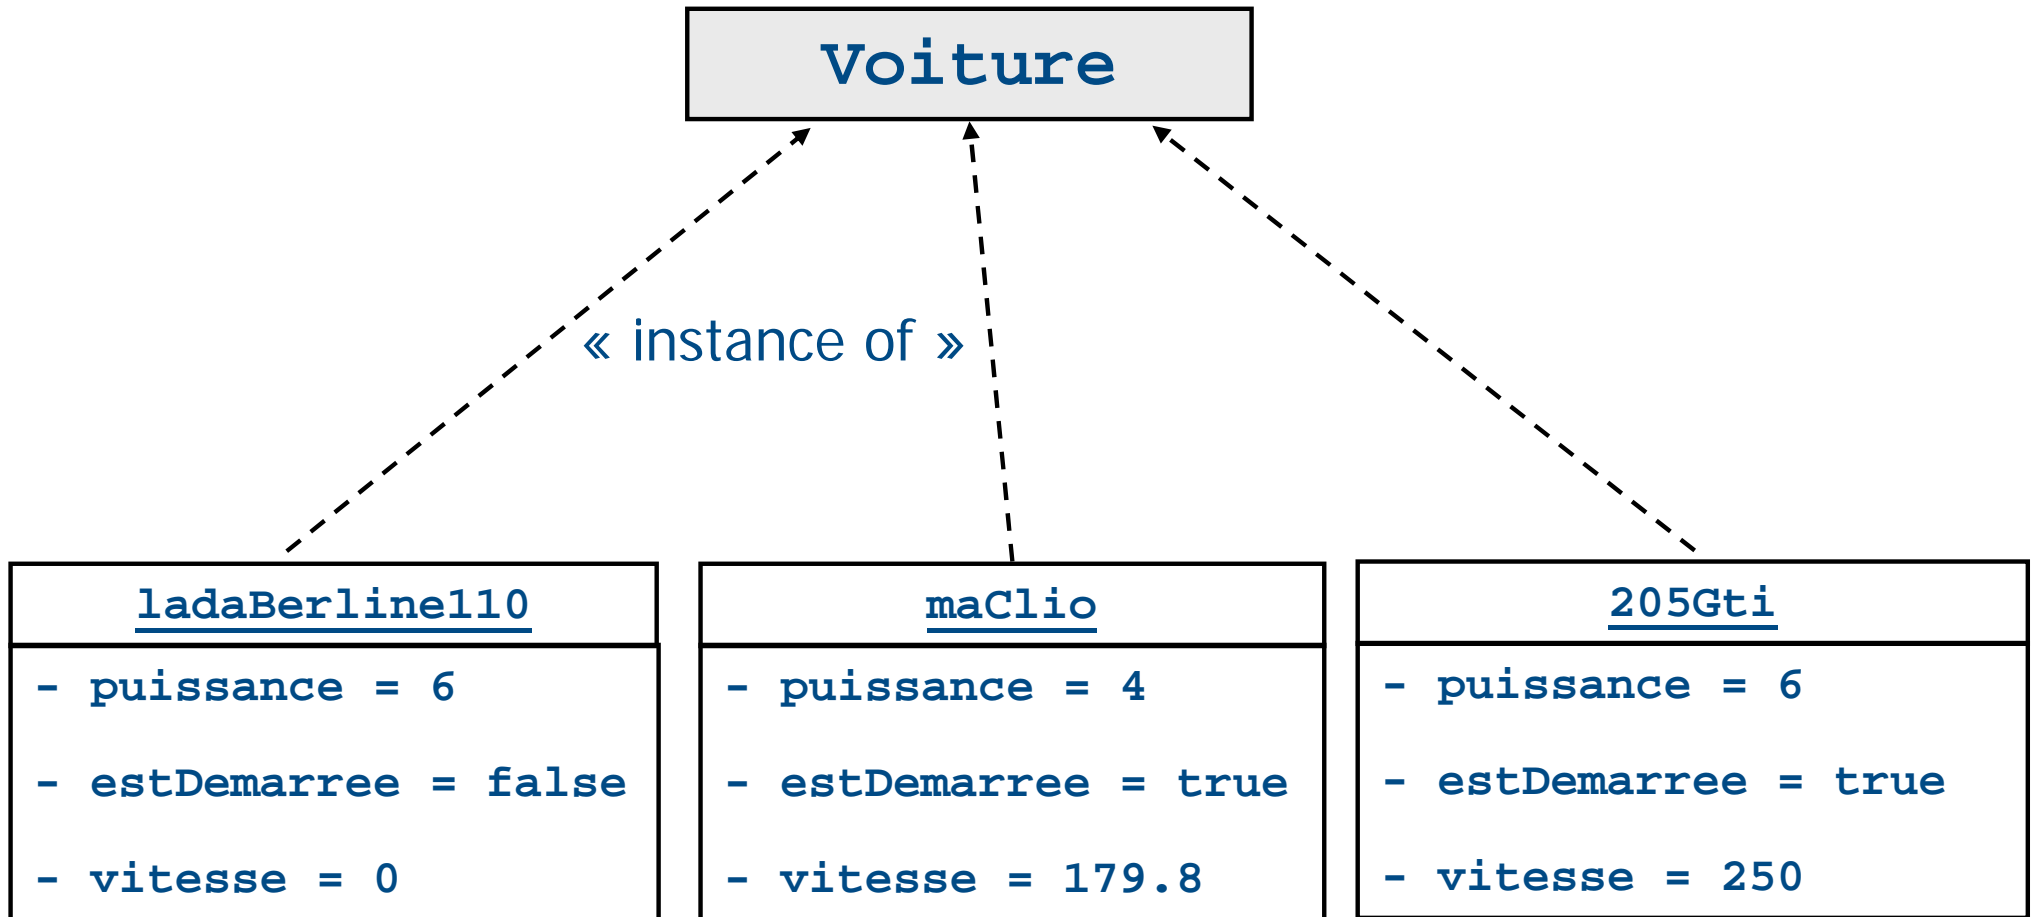 Voiture
« instance of »
ladaBerline110
- puissance = 6
- estDemarree = false
- vitesse = 0
maClio
- puissance = 4
- estDemarree = true
- vitesse = 179.8
205Gti
- puissance = 6
- estDemarree = true
- vitesse = 250